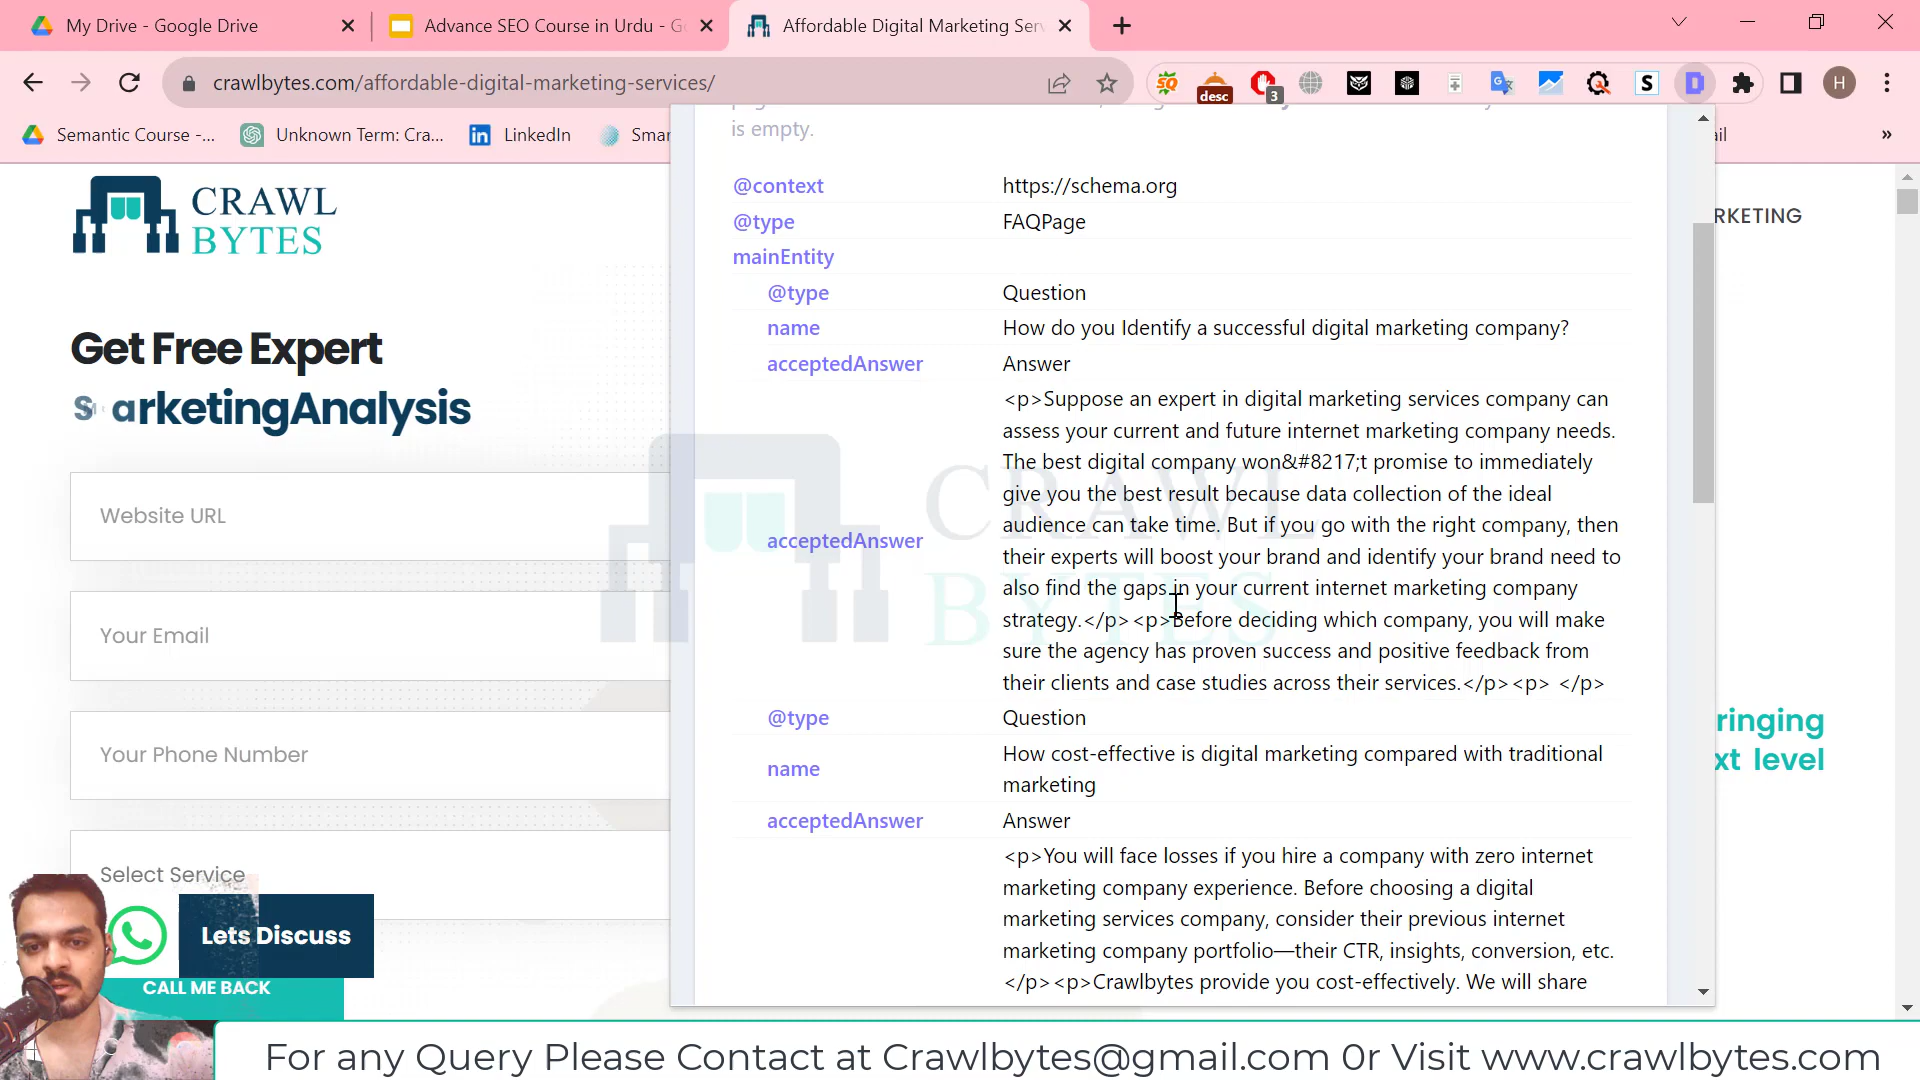 My Drive - Google Drive
Advance SEO Course in Urdu - Go
Affordable Digital Marketing Serv
crawlbytes.com/affordable-digital-marketing-services/
SQ
desc
3
S
D
H
Semantic Course -...
Unknown Term: Cra...
in
LinkedIn
Smar
ail
»
CRAWL
BYTES
RKETING
Get Free Expert
arketingAnalysis
Website URL
Your Email
Your Phone Number
Select Service
Lets Discuss
CALL ME BACK
is empty.
@context https://schema.org
@type FAQPage
mainEntity
@type Question
name How do you Identify a successful digital marketing company?
acceptedAnswer Answer
<p>Suppose an expert in digital marketing services company can
assess your current and future internet marketing company needs.
The best digital company won&#8217;t promise to immediately
give you the best result because data collection of the ideal
audience can take time. But if you go with the right company, then
acceptedAnswer their experts will boost your brand and identify your brand need to
also find the gaps in your current internet marketing company
strategy.</p><p>Before deciding which company, you will make
sure the agency has proven success and positive feedback from
their clients and case studies across their services.</p><p> </p>
@type Question
name How cost-effective is digital marketing compared with traditional
marketing
acceptedAnswer Answer
<p>You will face losses if you hire a company with zero internet
marketing company experience. Before choosing a digital
marketing services company, consider their previous internet
marketing company portfolio—their CTR, insights, conversion, etc.
</p><p>Crawlbytes provide you cost-effectively. We will share
CRAWL
BYTES
ringing
xt level
For any Query Please Contact at Crawlbytes@gmail.com 0r Visit www.crawlbytes.com